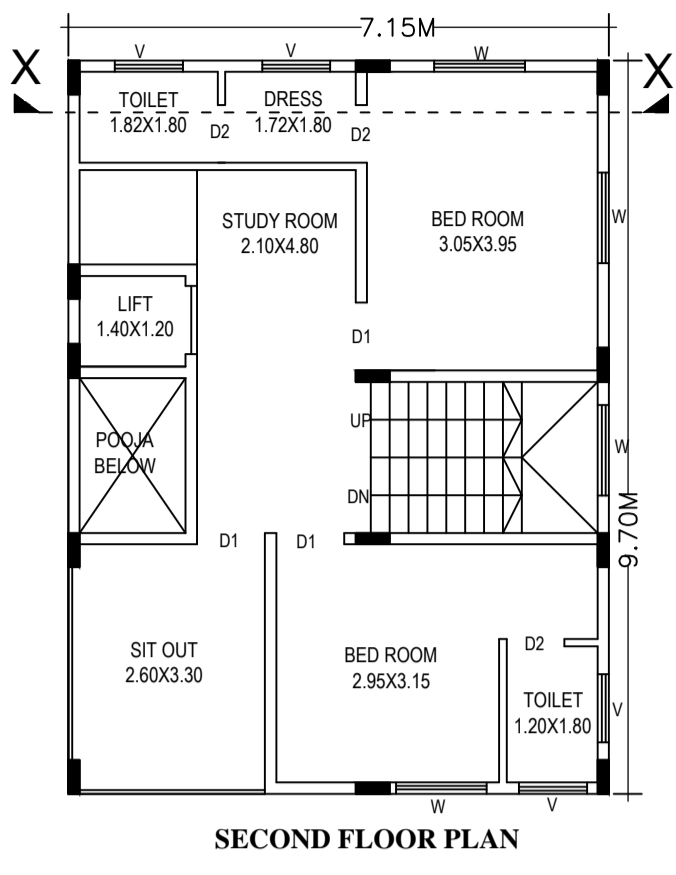 7.15M
V
V
W
X
X
TOILET
1.82X1.80
DRESS
1.72X1.80
D2
D2
STUDY ROOM
2.10X4.80
BED ROOM
3.05X3.95
W
LIFT
1.40X1.20
D1
UP
POOJA
BELOW
W
DN
9.70M
D1
D1
SIT OUT
2.60X3.30
BED ROOM
2.95X3.15
D2
TOILET
1.20X1.80
V
W
V
SECOND FLOOR PLAN